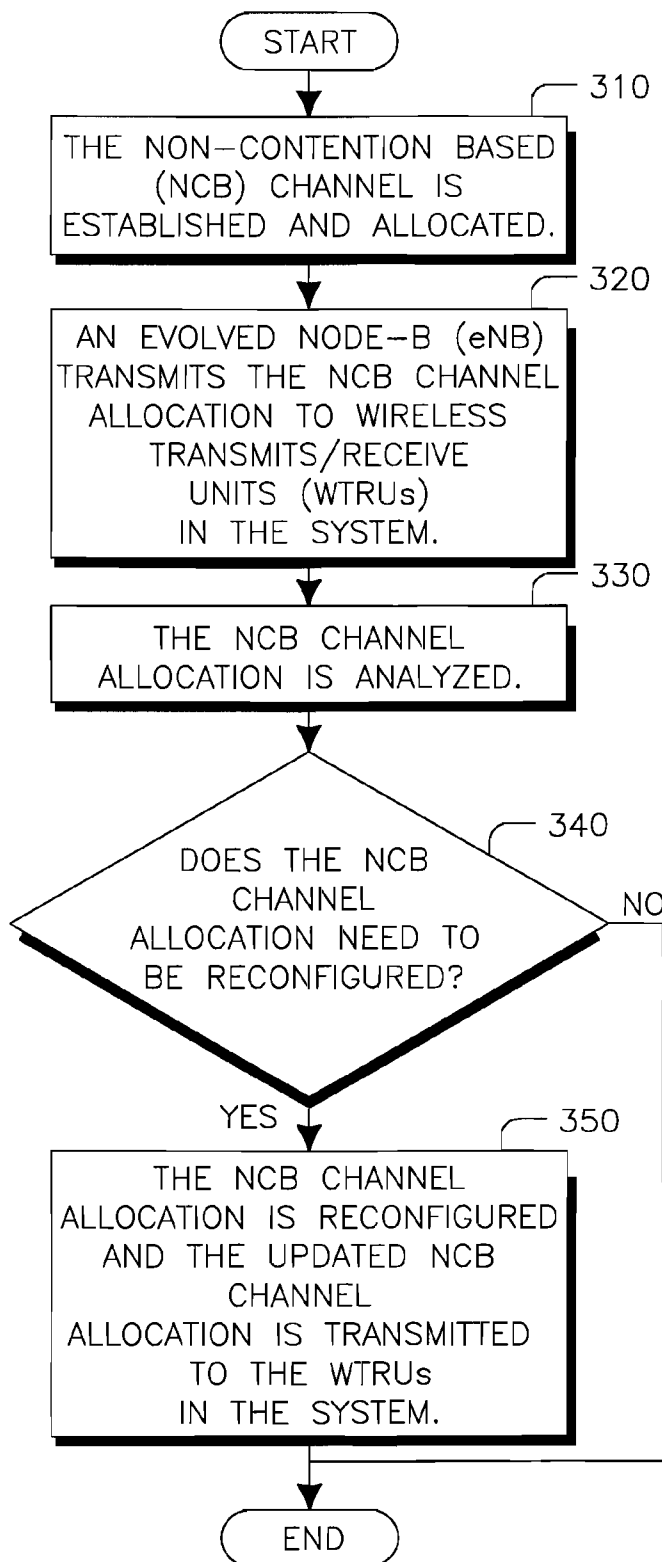 START
310
THE NON-CONTENTION BASED
(NCB) CHANNEL IS
ESTABLISHED AND ALLOCATED.
320
AN EVOLVED NODE-B (eNB)
TRANSMITS THE NCB CHANNEL
ALLOCATION TO WIRELESS
TRANSMITS/RECEIVE
UNITS (WTRUs)
IN THE SYSTEM.
330
THE NCB CHANNEL
ALLOCATION IS ANALYZED.
340
DOES THE NCB
CHANNEL
ALLOCATION NEED TO
BE RECONFIGURED?
NO
YES
350
THE NCB CHANNEL
ALLOCATION IS RECONFIGURED
AND THE UPDATED NCB
CHANNEL
ALLOCATION IS TRANSMITTED
TO THE WTRUs
IN THE SYSTEM.
END